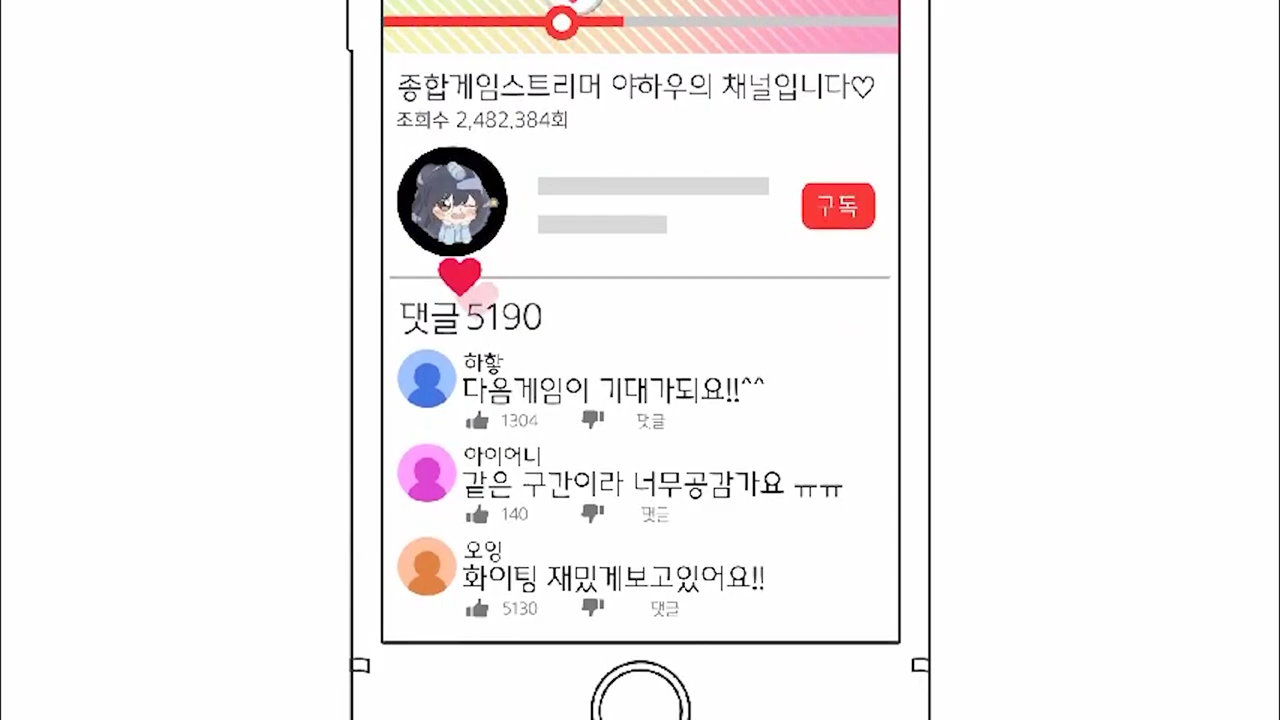 종합게임스트리머 야하우의 채널입니다♡
조회수 2,482,384회
구독
댓글 5190
하핳
다음게임이 기대가되요!!^^
1304 댓글
아이어니
같은 구간이라 너무공감가요 ㅠㅠ
140 댓글
오잉
화이팅 재밌게보고있어요!!
5130 댓글